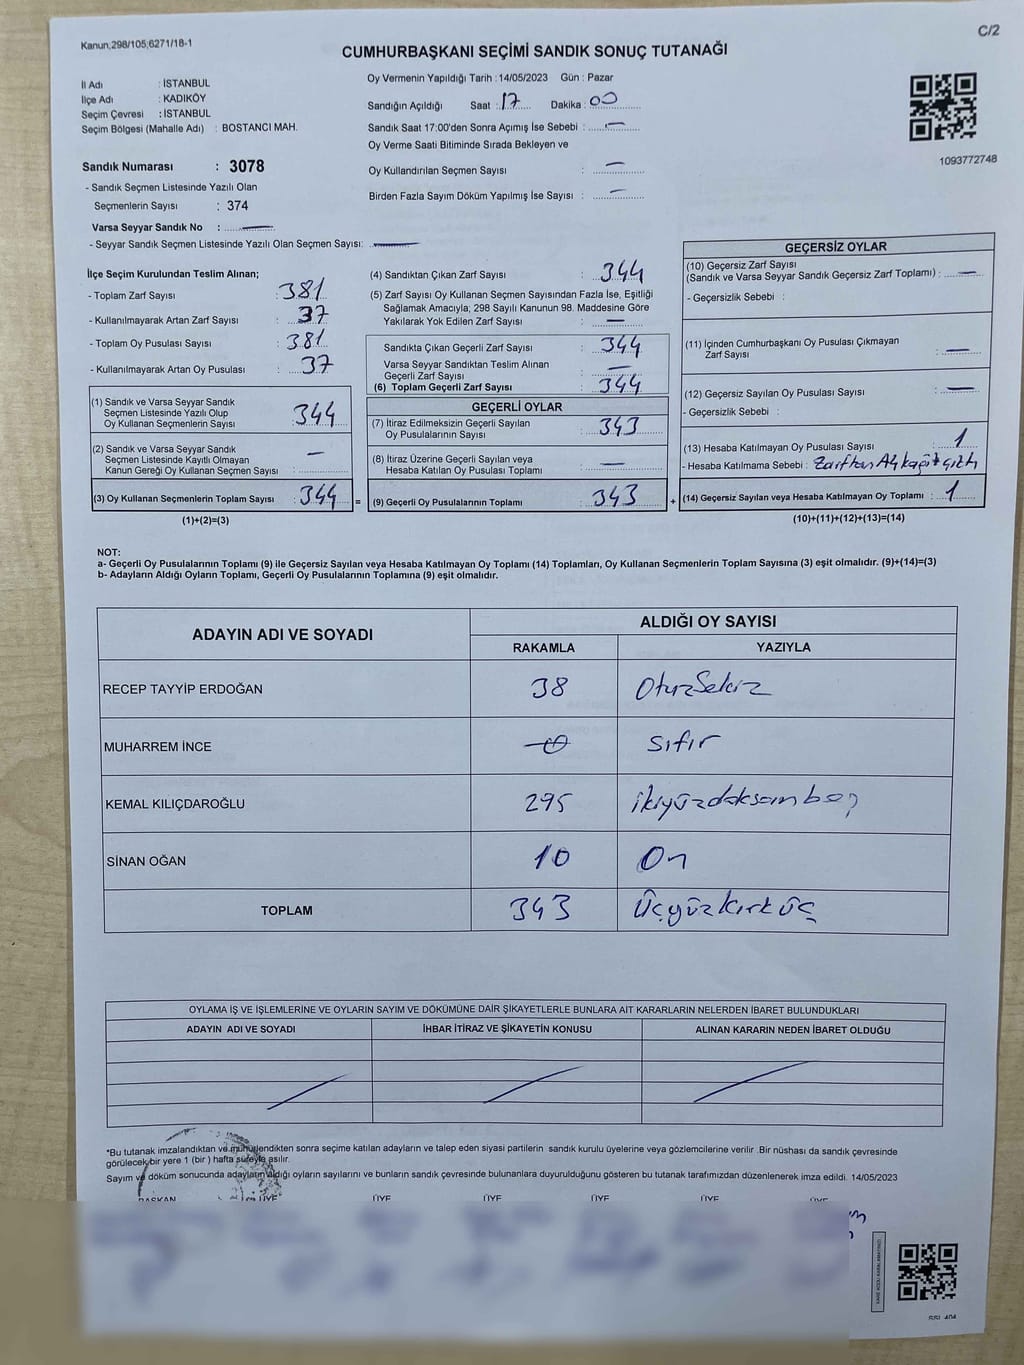 Kanun;298/105;6271/18-1
C/2
CUMHURBAŞKANI SEÇİMİ SANDIK SONUÇ TUTANAĞI
İl Adı : İSTANBUL
İlçe Adı : KADIKÖY
Seçim Çevresi : İSTANBUL
Seçim Bölgesi (Mahalle Adı) : BOSTANCI MAH.
Oy Vermenin Yapıldığı Tarih : 14/05/2023 Gün : Pazar
Sandığın Açıldığı Saat : 17 Dakika : 00
Sandık Saat 17:00'den Sonra Açımış İse Sebebi : —
Oy Verme Saati Bitiminde Sırada Bekleyen ve
Oy Kullandırılan Seçmen Sayısı : —
Birden Fazla Sayım Döküm Yapılmış İse Sayısı : —
1093772748
Sandık Numarası : 3078
- Sandık Seçmen Listesinde Yazılı Olan
Seçmenlerin Sayısı : 374
Varsa Seyyar Sandık No : —
- Seyyar Sandık Seçmen Listesinde Yazılı Olan Seçmen Sayısı: —
İlçe Seçim Kurulundan Teslim Alınan;
- Toplam Zarf Sayısı : 381
- Kullanılmayarak Artan Zarf Sayısı : 37
- Toplam Oy Pusulası Sayısı : 381
- Kullanılmayarak Artan Oy Pusulası : 37
(1) Sandık ve Varsa Seyyar Sandık
Seçmen Listesinde Yazılı Olup
Oy Kullanan Seçmenlerin Sayısı : 344
(2) Sandık ve Varsa Seyyar Sandık
Seçmen Listesinde Kayıtlı Olmayan
Kanun Gereği Oy Kullanan Seçmen Sayısı : —
(3) Oy Kullanan Seçmenlerin Toplam Sayısı : 344 =
(1)+(2)=(3)
(4) Sandıktan Çıkan Zarf Sayısı : 344
(5) Zarf Sayısı Oy Kullanan Seçmen Sayısından Fazla İse, Eşitliği
Sağlamak Amacıyla; 298 Sayılı Kanunun 98. Maddesine Göre
Yakılarak Yok Edilen Zarf Sayısı : —
Sandıkta Çıkan Geçerli Zarf Sayısı : 344
Varsa Seyyar Sandıktan Teslim Alınan
Geçerli Zarf Sayısı : —
(6) Toplam Geçerli Zarf Sayısı : 344
GEÇERLİ OYLAR
(7) İtiraz Edilmeksizin Geçerli Sayılan
Oy Pusulalarının Sayısı : 343
(8) İtiraz Üzerine Geçerli Sayılan veya
Hesaba Katılan Oy Pusulası Toplamı : —
(9) Geçerli Oy Pusulalarının Toplamı : 343 +
GEÇERSİZ OYLAR
(10) Geçersiz Zarf Sayısı
(Sandık ve Varsa Seyyar Sandık Geçersiz Zarf Toplamı) : —
- Geçersizlik Sebebi :
(11) İçinden Cumhurbaşkanı Oy Pusulası Çıkmayan
Zarf Sayısı : —
(12) Geçersiz Sayılan Oy Pusulası Sayısı : —
- Geçersizlik Sebebi :
(13) Hesaba Katılmayan Oy Pusulası Sayısı : 1
- Hesaba Katılmama Sebebi : Zarftan
(14) Geçersiz Sayılan veya Hesaba Katılmayan Oy Toplamı : 1
(10)+(11)+(12)+(13)=(14)
NOT:
a- Geçerli Oy Pusulalarının Toplamı (9) ile Geçersiz Sayılan veya Hesaba Katılmayan Oy Toplamı (14) Toplamları, Oy Kullanan Seçmenlerin Toplam Sayısına (3) eşit olmalıdır. (9)+(14)=(3)
b- Adayların Aldığı Oyların Toplamı, Geçerli Oy Pusulalarının Toplamına (9) eşit olmalıdır.
ADAYIN ADI VE SOYADI
ALDIĞI OY SAYISI
RAKAMLA YAZIYLA
RECEP TAYYİP ERDOĞAN 38 OtuzSekiz
MUHARREM İNCE 0 sıfır
KEMAL KILIÇDAROĞLU 295 ikiyüzdoksanbeş
SİNAN OĞAN 10 On
TOPLAM 343 Üçyüzkırküç
OYLAMA İŞ VE İŞLEMLERİNE VE OYLARIN SAYIM VE DÖKÜMÜNE DAİR ŞİKAYETLERLE BUNLARA AİT KARARLARIN NELERDEN İBARET BULUNDUKLARI
ADAYIN ADI VE SOYADI İHBAR İTİRAZ VE ŞİKAYETİN KONUSU ALINAN KARARIN NEDEN İBARET OLDUĞU
*Bu tutanak imzalandıktan ve mühürlendikten sonra seçime katılan adayların ve talep eden siyasi partilerin sandık kurulu üyelerine veya gözlemcilerine verilir. Bir nüshası da sandık çevresinde
görülecek bir yere 1 (bir ) hafta süreyle asılır.
Sayım ve döküm sonucunda adayların aldığı oyların sayılarını ve bunların sandık çevresinde bulunanlara duyurulduğunu gösteren bu tutanak tarafımızdan düzenlenerek imza edildi. 14/05/2023
BAŞKAN ÜYE ÜYE ÜYE ÜYE ÜYE